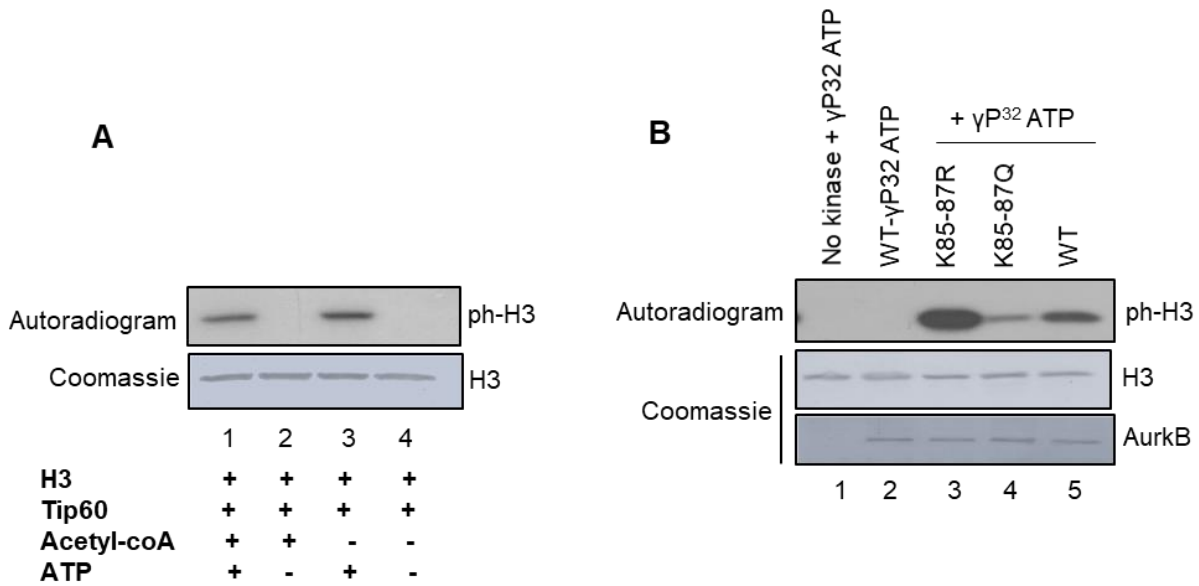 A
Autoradiogram
ph-H3
Coomassie
H3
1 2 3 4
H3 + + + +
Tip60 + + + +
Acetyl-coA + + - -
ATP + - + -
B
No kinase + γP32 ATP
WT-γP32 ATP
+ γP³² ATP
K85-87R
K85-87Q
WT
Autoradiogram
ph-H3
Coomassie
H3
AurkB
1 2 3 4 5